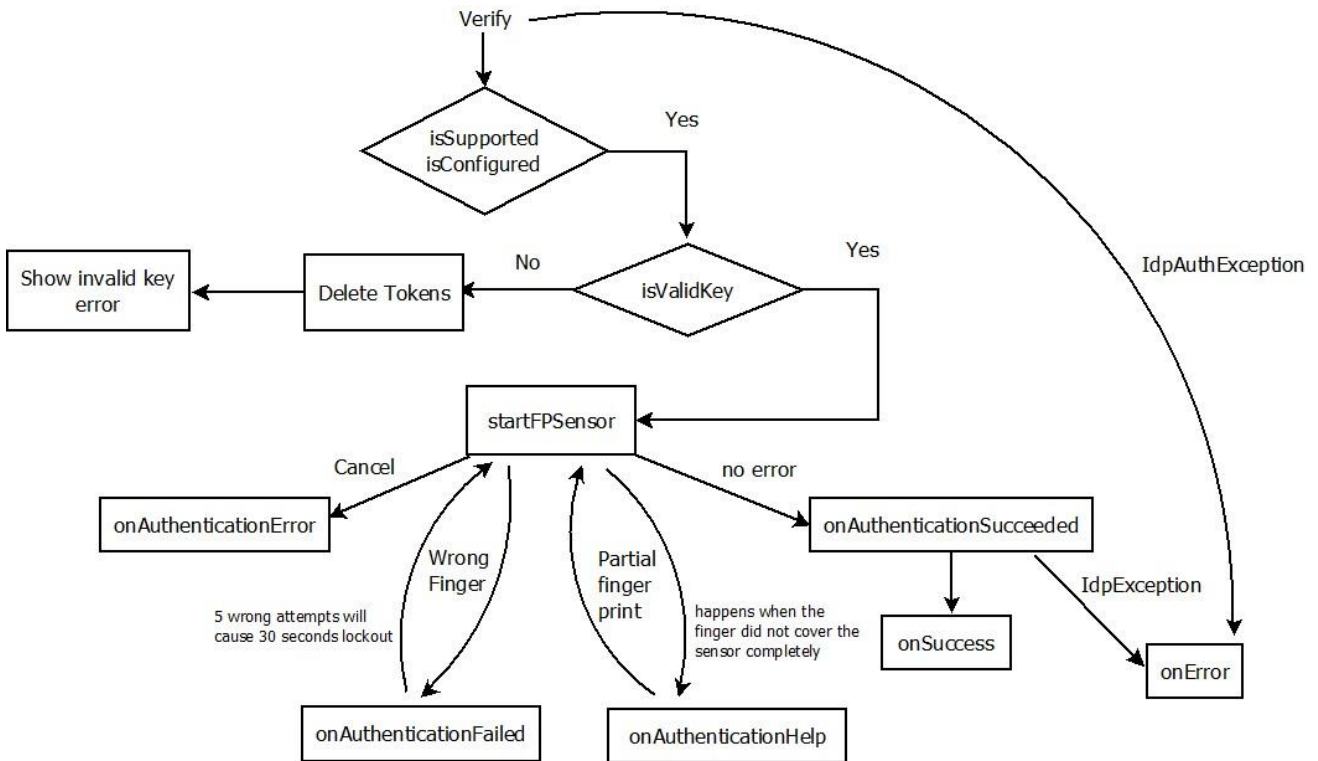 Verify
isSupported
isConfigured
Yes
Show invalid key
error
Delete Tokens
No
isValidKey
Yes
IdpAuthException
startFPSensor
Cancel
no error
onAuthenticationError
onAuthenticationSucceeded
Wrong
Finger
Partial
finger
print
5 wrong attempts will
cause 30 seconds lockout
happens when the
finger did not cover the
sensor completely
IdpException
onSuccess
onError
onAuthenticationFailed
onAuthenticationHelp